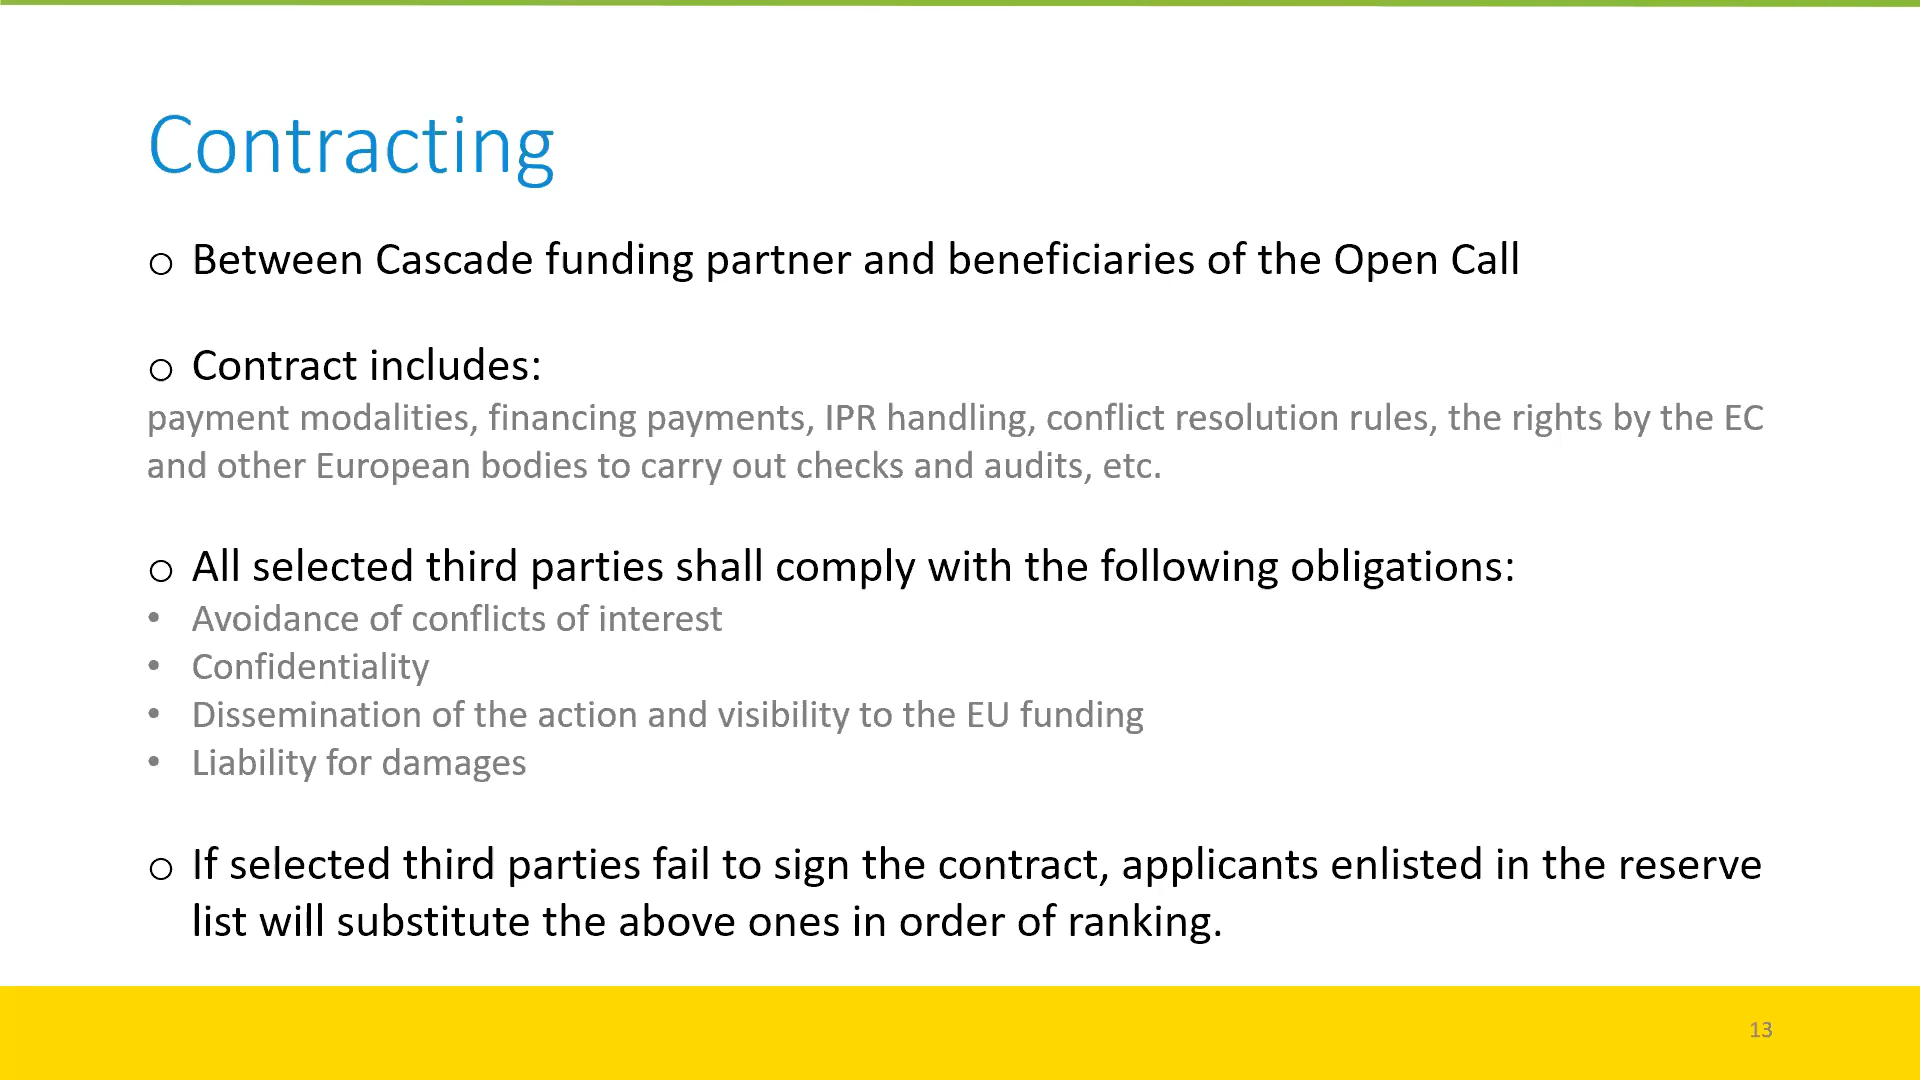 Contracting
o Between Cascade funding partner and beneficiaries of the Open Call
o Contract includes:
payment modalities, financing payments, IPR handling, conflict resolution rules, the rights by the EC
and other European bodies to carry out checks and audits, etc.
o All selected third parties shall comply with the following obligations:
• Avoidance of conflicts of interest
• Confidentiality
• Dissemination of the action and visibility to the EU funding
• Liability for damages
o If selected third parties fail to sign the contract, applicants enlisted in the reserve
list will substitute the above ones in order of ranking.
13